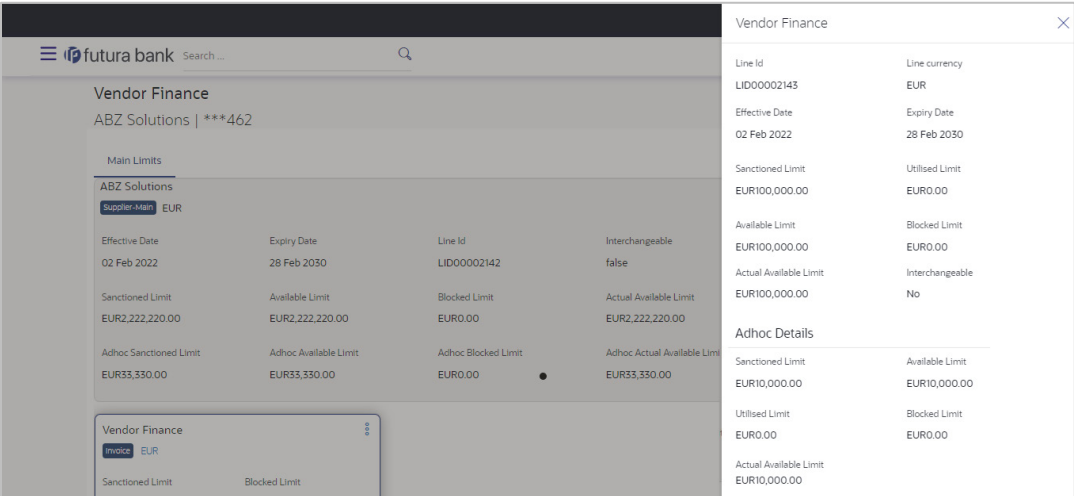 futura bank Search ...
Vendor Finance
ABZ Solutions | ***462
Main Limits
ABZ Solutions
Supplier-Main EUR
Effective Date Expiry Date Line Id Interchangeable
02 Feb 2022 28 Feb 2030 LID00002142 false
Sanctioned Limit Available Limit Blocked Limit Actual Available Limit
EUR2,222,220.00 EUR2,222,220.00 EUR0.00 EUR2,222,220.00
Adhoc Sanctioned Limit Adhoc Available Limit Adhoc Blocked Limit Adhoc Actual Available Limi
EUR33,330.00 EUR33,330.00 EUR0.00 EUR33,330.00
Vendor Finance
Invoice EUR
Sanctioned Limit Blocked Limit
Vendor Finance
Line Id Line currency
LID00002143 EUR
Effective Date Expiry Date
02 Feb 2022 28 Feb 2030
Sanctioned Limit Utilised Limit
EUR100,000.00 EUR0.00
Available Limit Blocked Limit
EUR100,000.00 EUR0.00
Actual Available Limit Interchangeable
EUR100,000.00 No
Adhoc Details
Sanctioned Limit Available Limit
EUR10,000.00 EUR10,000.00
Utilised Limit Blocked Limit
EUR0.00 EUR0.00
Actual Available Limit
EUR10,000.00